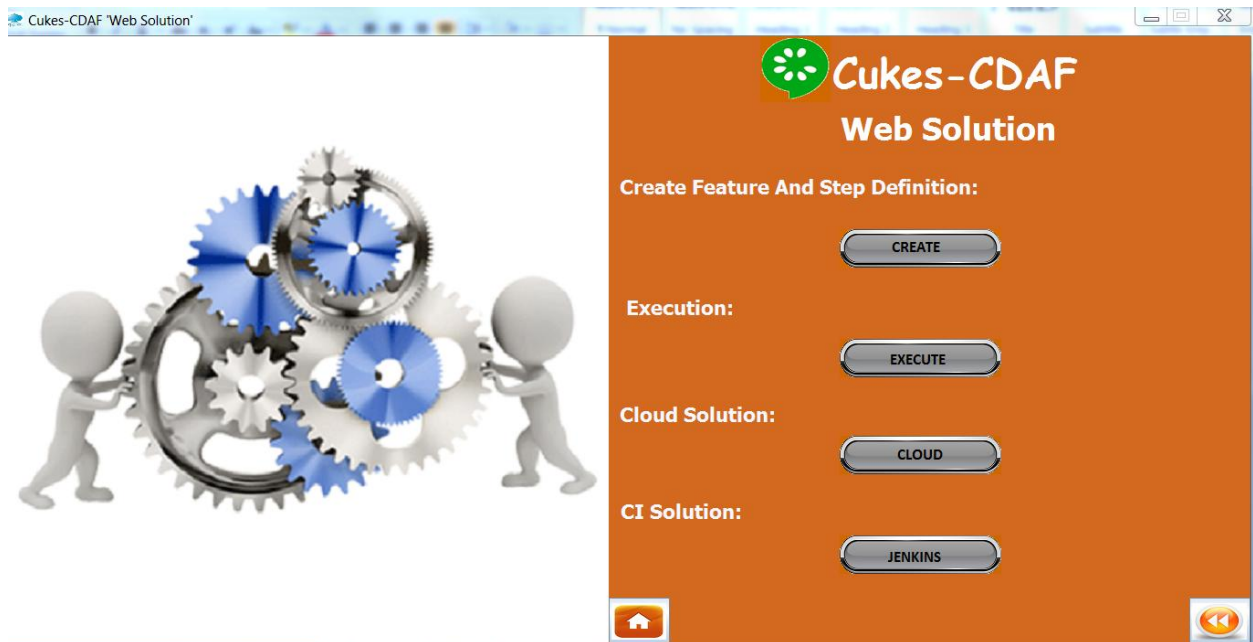 Cukes-CDAF 'Web Solution'
Cukes-CDAF
Web Solution
Create Feature And Step Definition:
CREATE
Execution:
EXECUTE
Cloud Solution:
CLOUD
CI Solution:
JENKINS